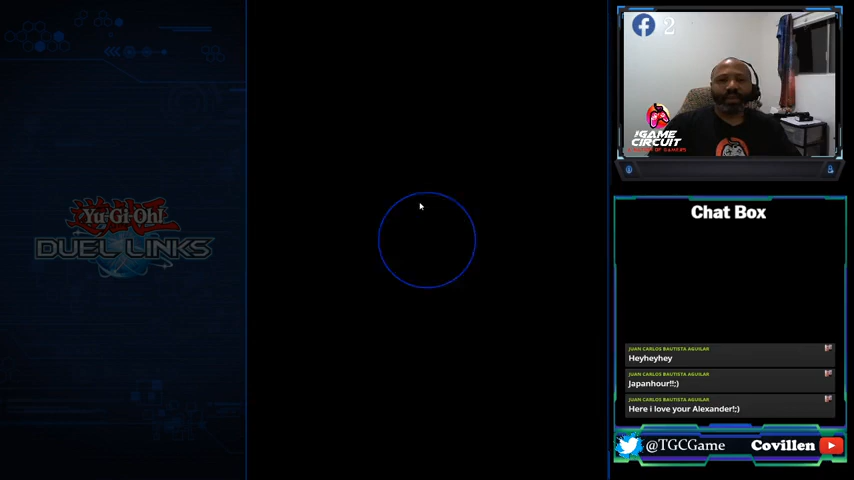 Yu-Gi-Oh!
DUEL LINKS
2
THE GAME
CIRCUIT
Chat Box
JUAN CARLOS BAUTISTA AGUILAR
Heyheyhey
JUAN CARLOS BAUTISTA AGUILAR
Japanhour!!;)
JUAN CARLOS BAUTISTA AGUILAR
Here i love your Alexander!;)
@TGCGame
Covillen